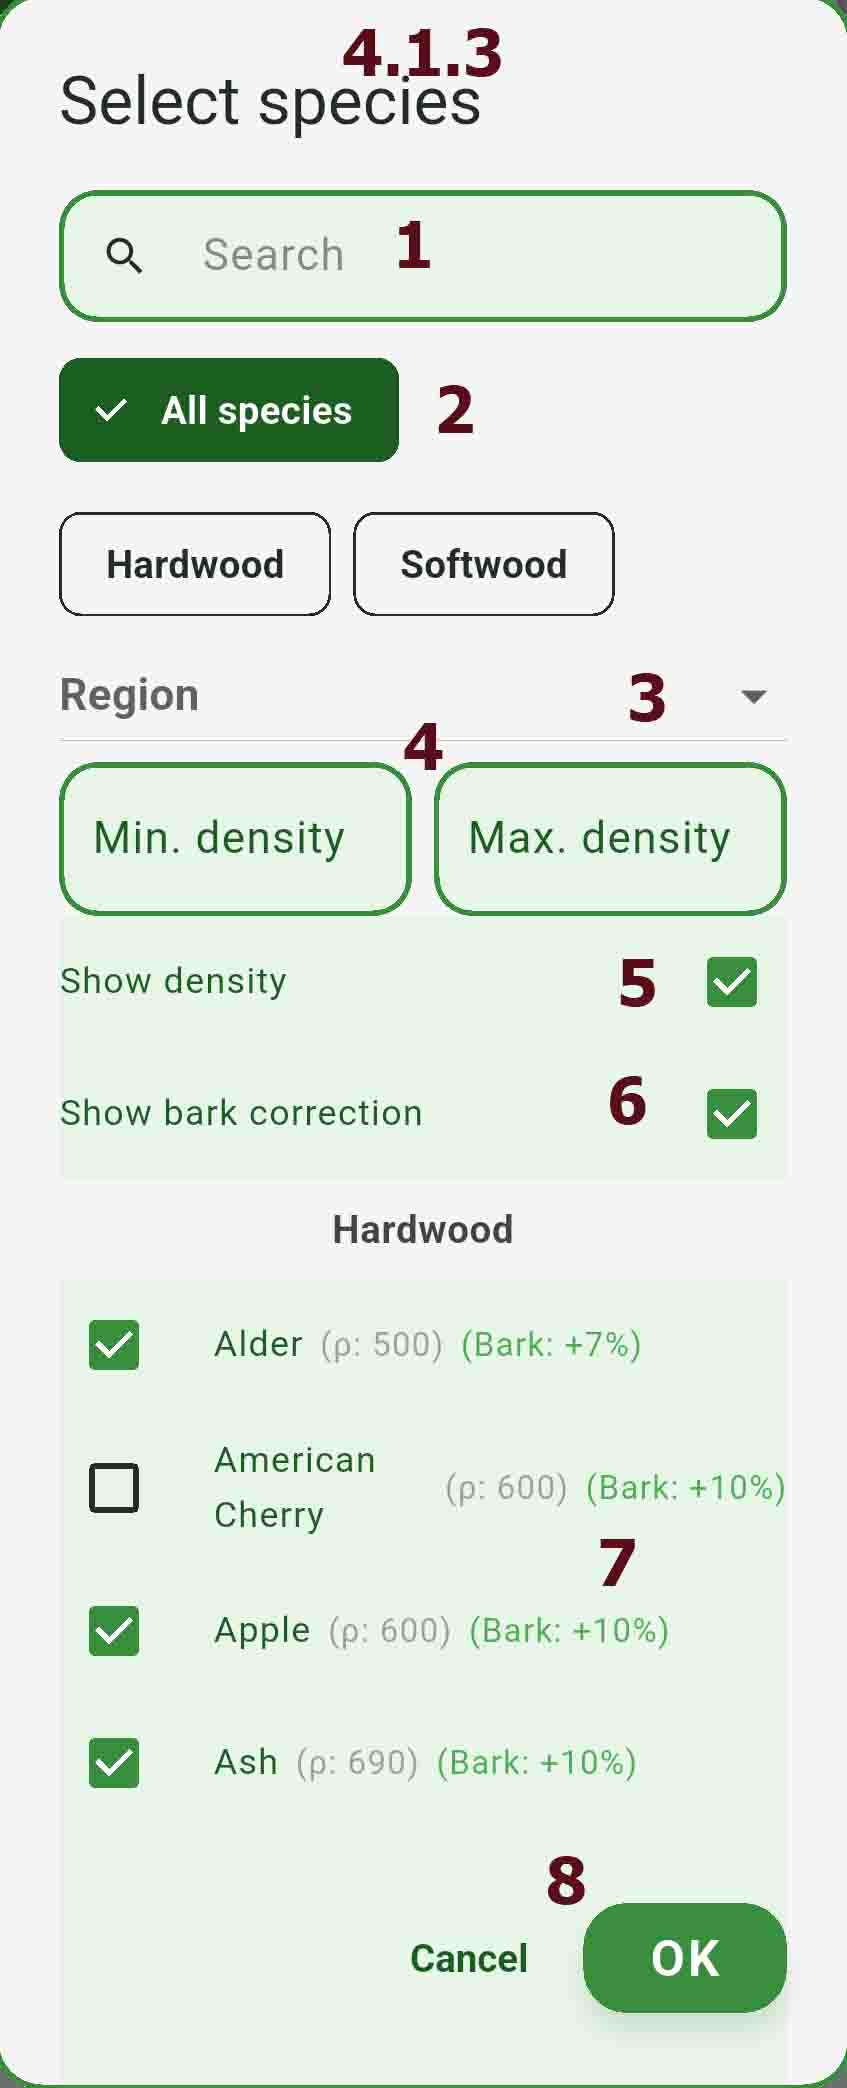 4.1.3
Select species
Search 1
All species 2
Hardwood Softwood
Region 3
4
Min. density Max. density
Show density 5
Show bark correction 6
Hardwood
Alder (ρ: 500) (Bark: +7%)
American
Cherry (ρ: 600) (Bark: +10%)
7
Apple (ρ: 600) (Bark: +10%)
Ash (ρ: 690) (Bark: +10%)
8
Cancel OK